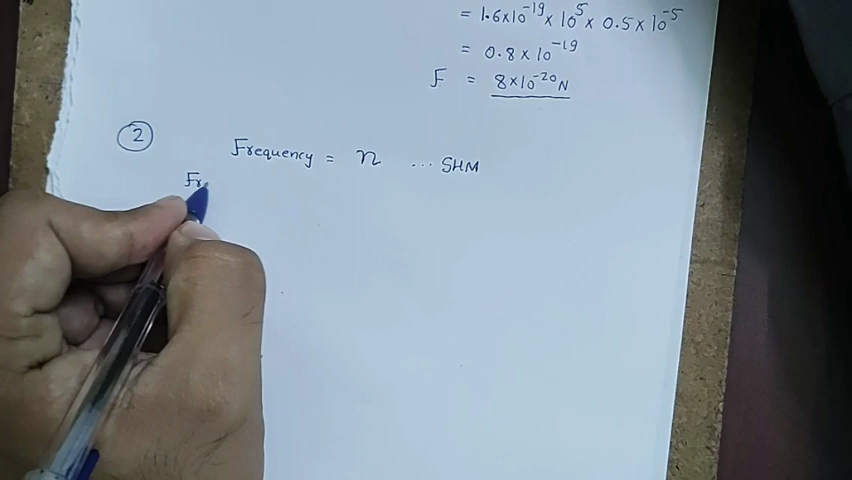 = 1.6×10⁻¹⁹ × 10⁵ × 0.5×10⁻⁵
= 0.8×10⁻¹⁹
F = 8×10⁻²⁰ N
② Frequency = n ... SHM
Fr